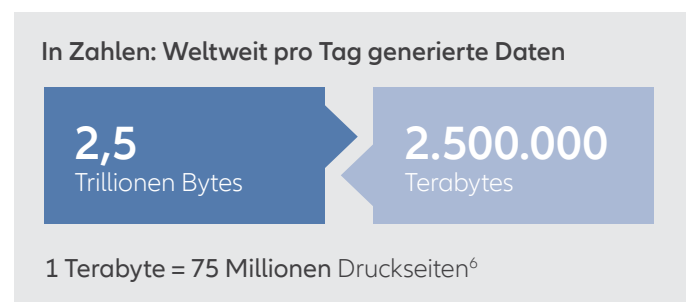 In Zahlen: Weltweit pro Tag generierte Daten
2,5
Trillionen Bytes
2.500.000
Terabytes
1 Terabyte = 75 Millionen Druckseiten⁶